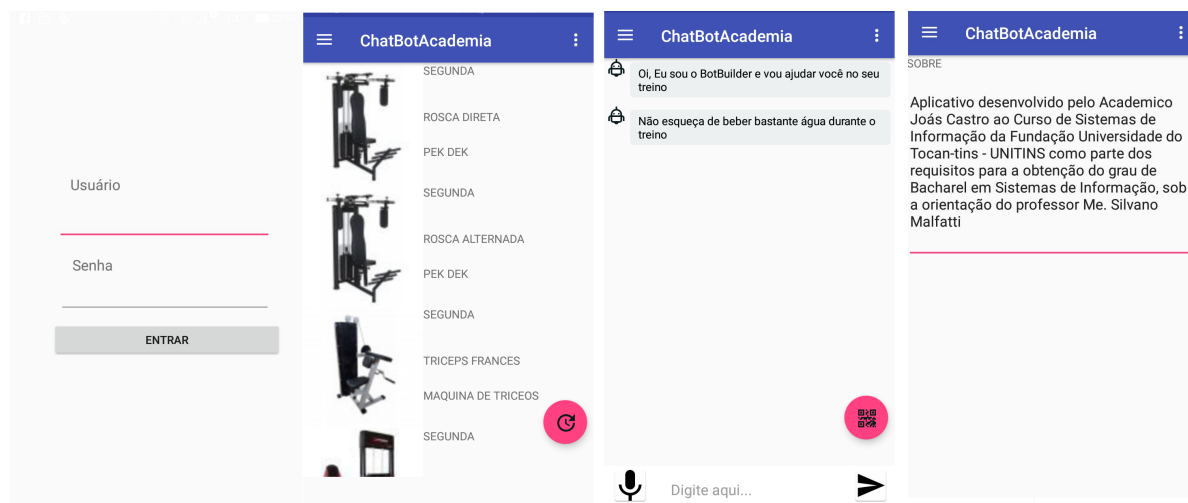 Usuário
Senha
ENTRAR
ChatBotAcademia
SEGUNDA
ROSCA DIRETA
PEK DEK
SEGUNDA
ROSCA ALTERNADA
PEK DEK
SEGUNDA
TRICEPS FRANCES
MAQUINA DE TRICEOS
SEGUNDA
ChatBotAcademia
Oi, Eu sou o BotBuilder e vou ajudar você no seu
treino
Não esqueça de beber bastante água durante o
treino
Digite aqui...
ChatBotAcademia
SOBRE
Aplicativo desenvolvido pelo Academico
Joás Castro ao Curso de Sistemas de
Informação da Fundação Universidade do
Tocan-tins - UNITINS como parte dos
requisitos para a obtenção do grau de
Bacharel em Sistemas de Informação, sob
a orientação do professor Me. Silvano
Malfatti